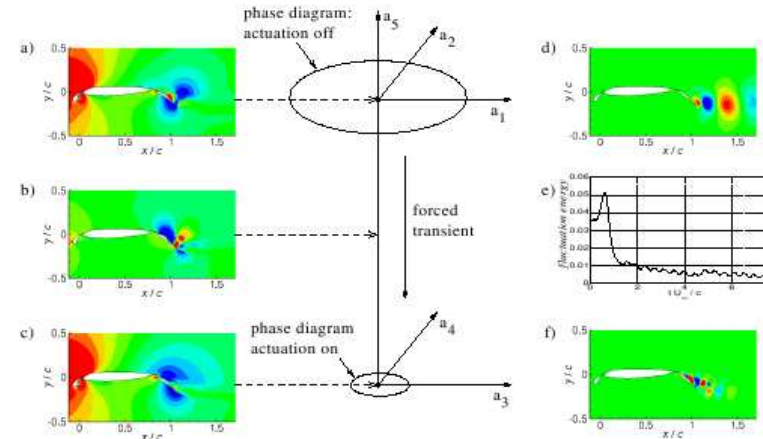 phase diagram:
actuation off
a5
a2
a1
a)
0.5
y/c
0
-0.5
0
0.5
1
1.5
x/c
b)
0.5
y/c
0
-0.5
0
0.5
1
1.5
x/c
forced
transient
c)
0.5
y/c
0
-0.5
0
0.5
1
1.5
x/c
phase diagram
actuation on
a4
a3
d)
0.5
y/c
0
-0.5
0
0.5
1
1.5
x/c
e)
fluctuation energy
0.06
0.05
0.04
0.03
0.02
0.01
0
0
2
4
6
f)
0.5
y/c
0
-0.5
0
0.5
1
1.5
x/c